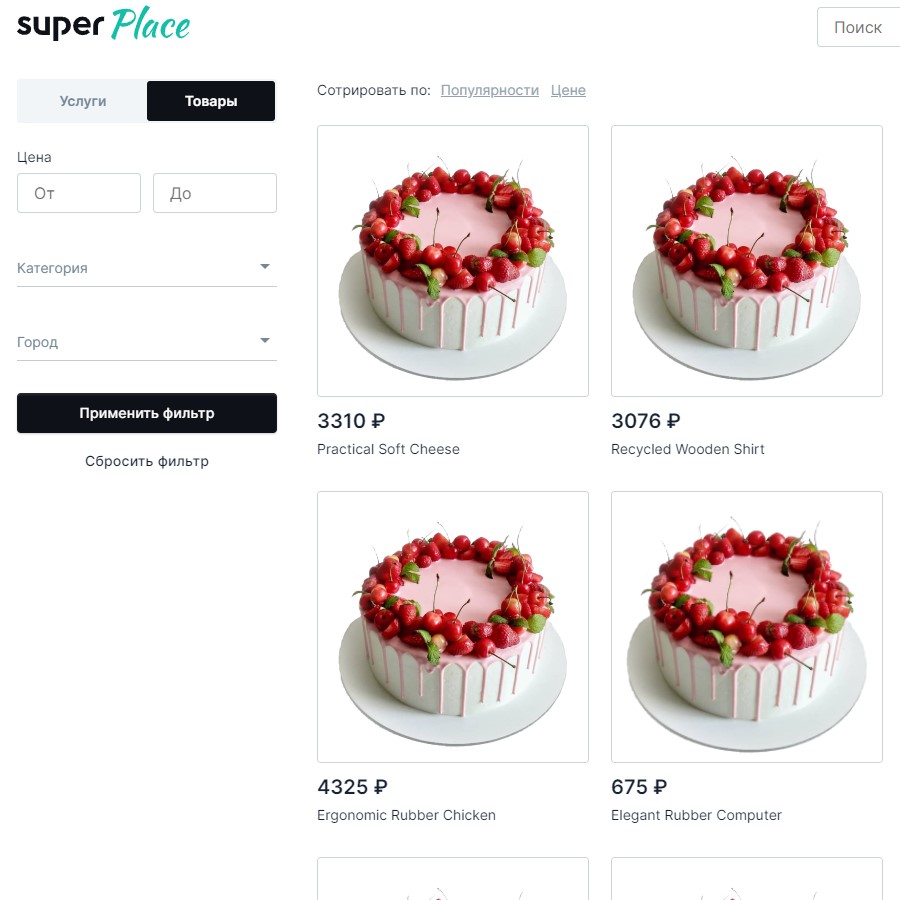 super Place
Поиск
Услуги
Товары
Цена
От
До
Категория
Город
Применить фильтр
Сбросить фильтр
Сотрировать по: Популярности Цене
3310 ₽
Practical Soft Cheese
3076 ₽
Recycled Wooden Shirt
4325 ₽
Ergonomic Rubber Chicken
675 ₽
Elegant Rubber Computer